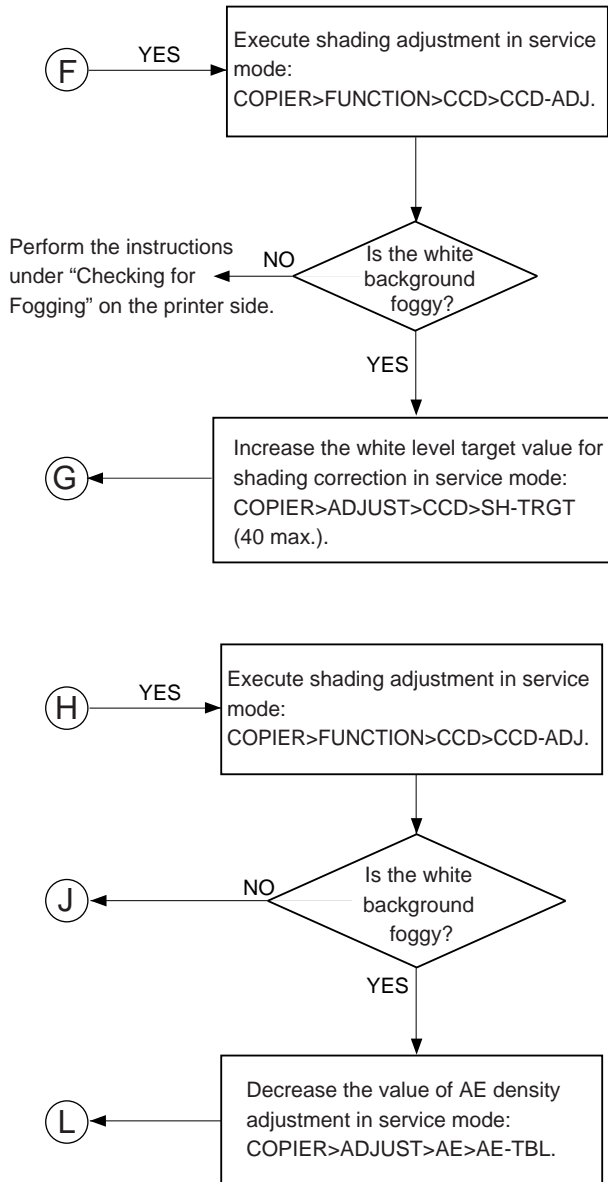 F
YES
Execute shading adjustment in service
mode:
COPIER>FUNCTION>CCD>CCD-ADJ.
Perform the instructions
under “Checking for
Fogging” on the printer side.
NO
Is the white
background
foggy?
YES
G
Increase the white level target value for
shading correction in service mode:
COPIER>ADJUST>CCD>SH-TRGT
(40 max.).
H
YES
Execute shading adjustment in service
mode:
COPIER>FUNCTION>CCD>CCD-ADJ.
J
NO
Is the white
background
foggy?
YES
L
Decrease the value of AE density
adjustment in service mode:
COPIER>ADJUST>AE>AE-TBL.